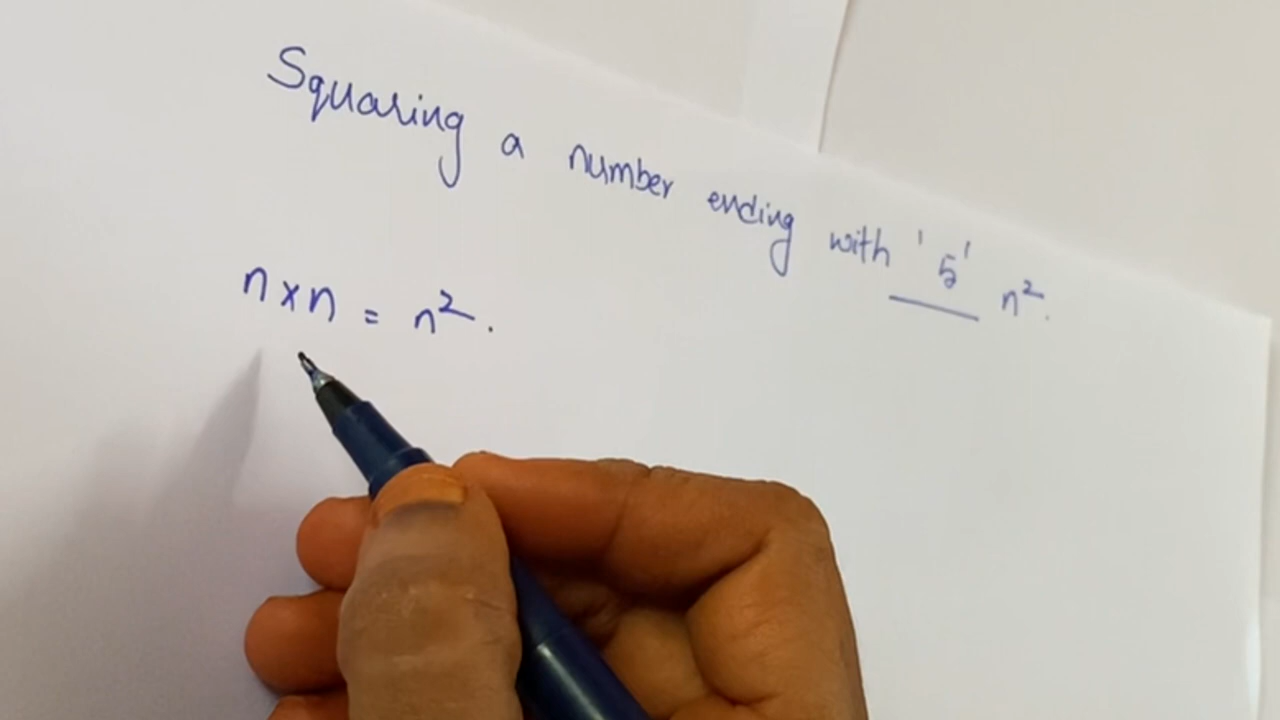 Squaring a number ending with '5' n².
n x n = n².